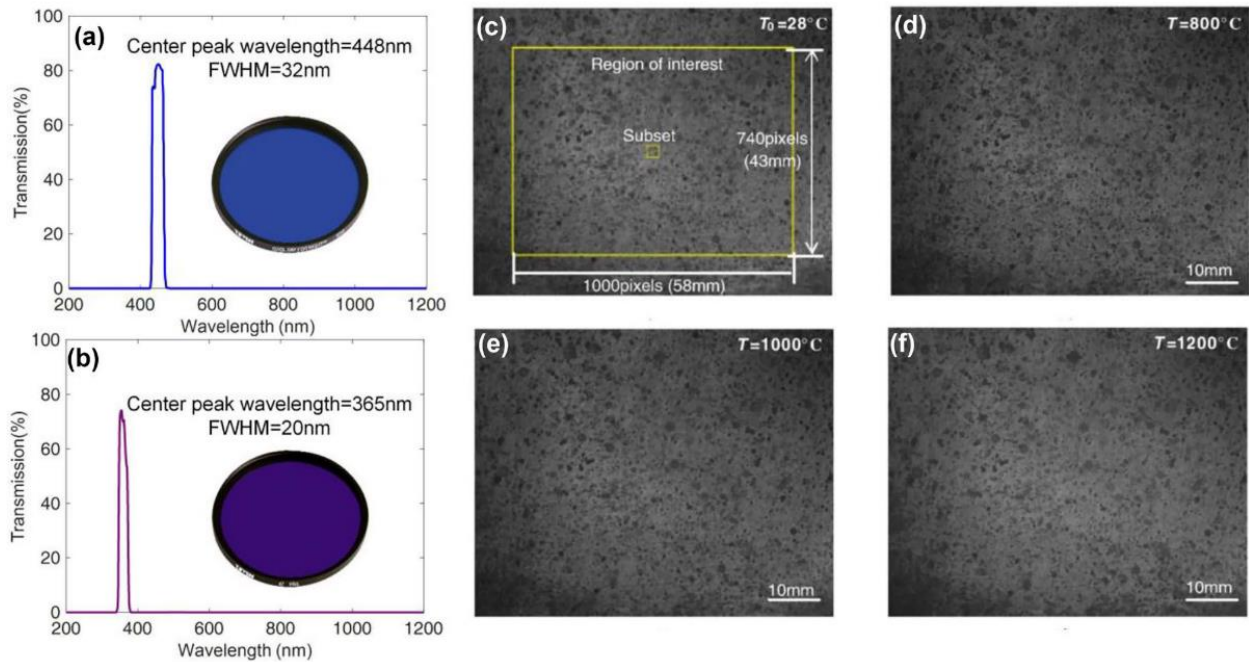 (a)
Center peak wavelength=448nm
FWHM=32nm
Transmission(%)
100
80
60
40
20
0
200 400 600 800 1000 1200
Wavelength (nm)
(b)
Center peak wavelength=365nm
FWHM=20nm
Transmission(%)
100
80
60
40
20
0
200 400 600 800 1000 1200
Wavelength (nm)
(c)
T₀=28°C
Region of interest
Subset
740pixels
(43mm)
1000pixels (58mm)
(d)
T=800°C
10mm
(e)
T=1000°C
10mm
(f)
T=1200°C
10mm